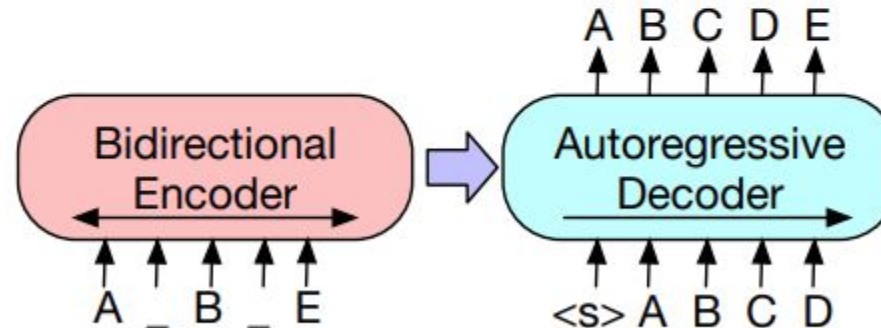 A B C D E
Bidirectional
Encoder
Autoregressive
Decoder
A _ B _ E
<s> A B C D